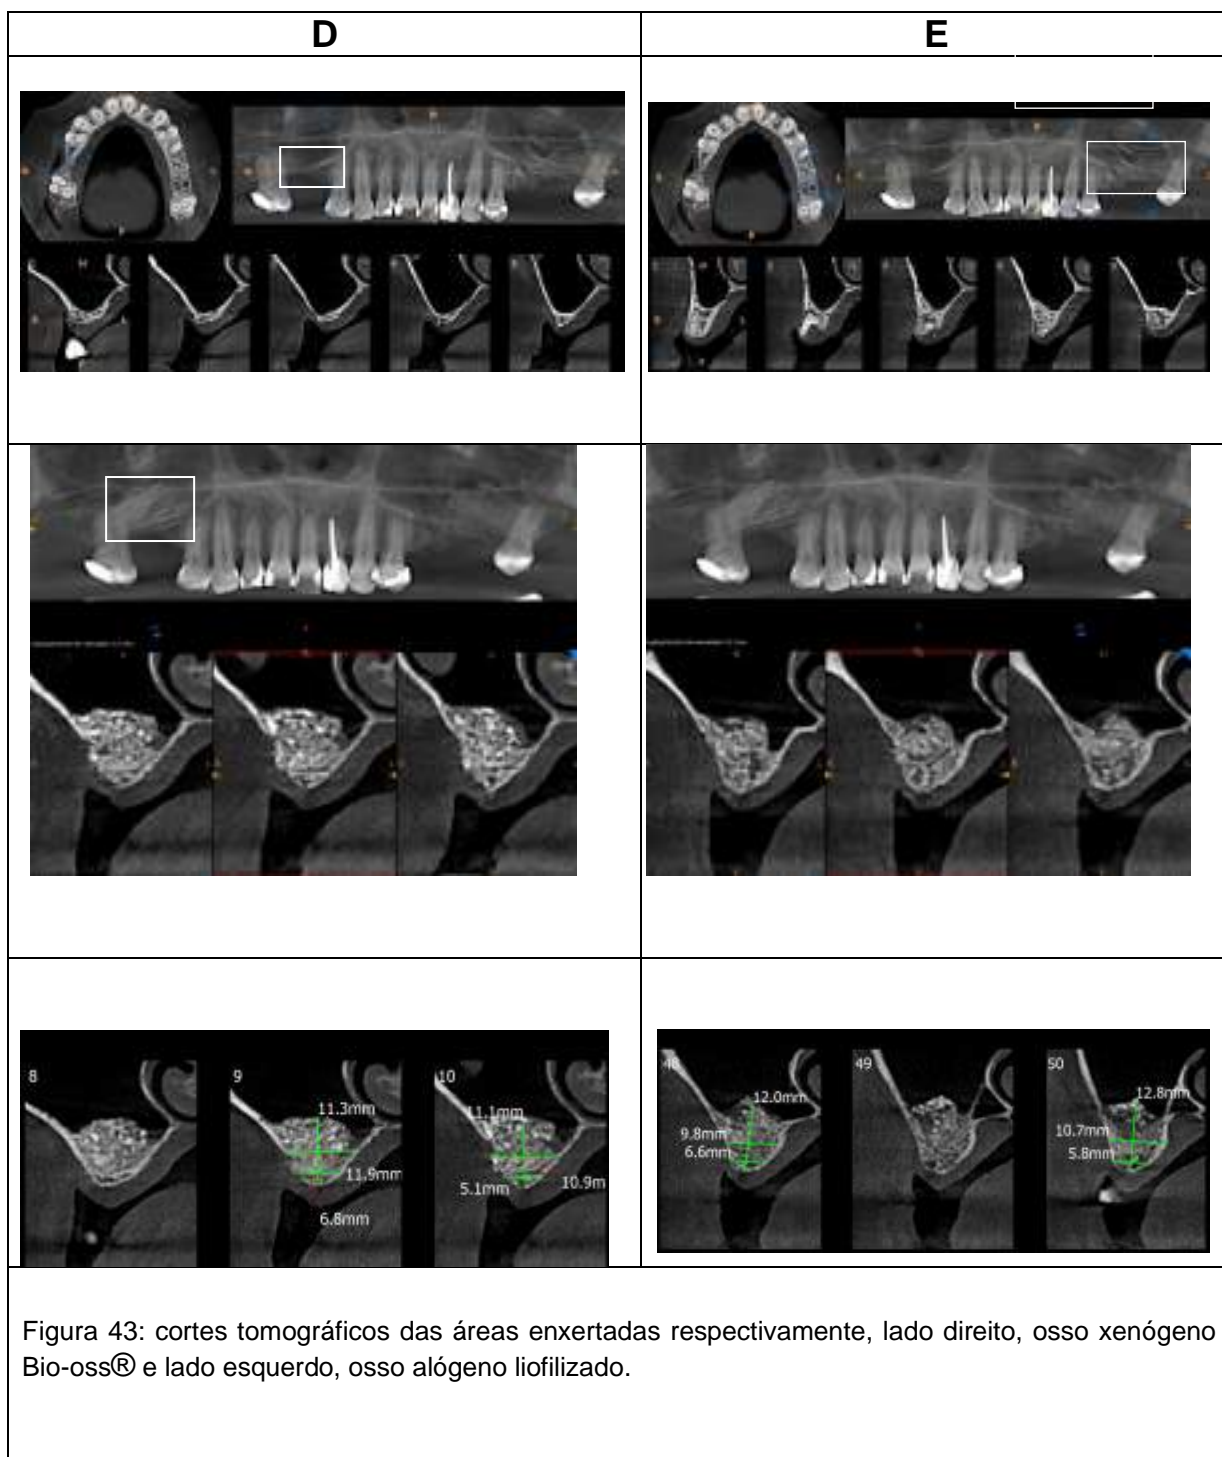 D
E
8
9
11.3mm
11.9mm
6.8mm
10
11.1mm
5.1mm
10.9m
48
12.0mm
9.8mm
6.6mm
49
50
12.8mm
10.7mm
5.8mm
Figura 43: cortes tomográficos das áreas enxertadas respectivamente, lado direito, osso xenógeno
Bio-oss® e lado esquerdo, osso alógeno liofilizado.